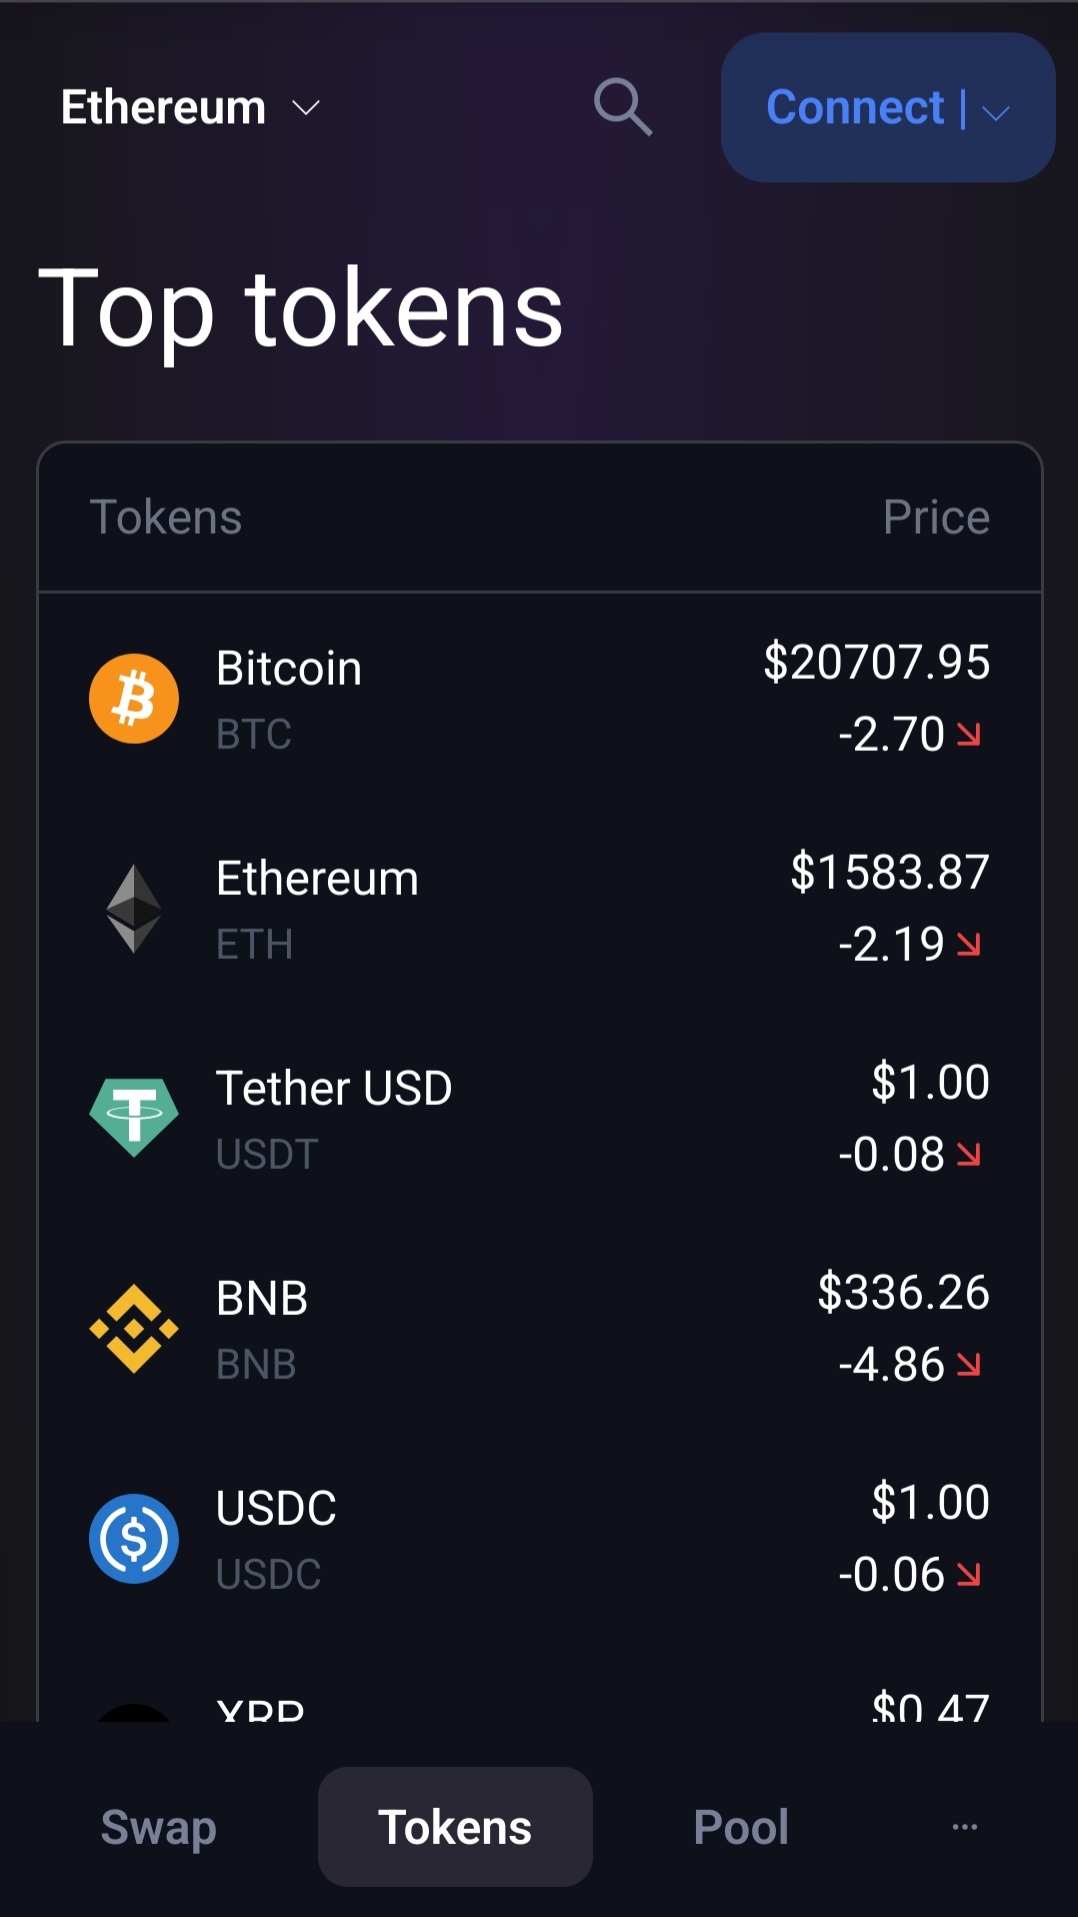 Ethereum
Connect |
Top tokens
Tokens Price
Bitcoin $20707.95
BTC -2.70
Ethereum $1583.87
ETH -2.19
Tether USD $1.00
USDT -0.08
BNB $336.26
BNB -4.86
USDC $1.00
USDC -0.06
XRP $0.47
Swap Tokens Pool ...